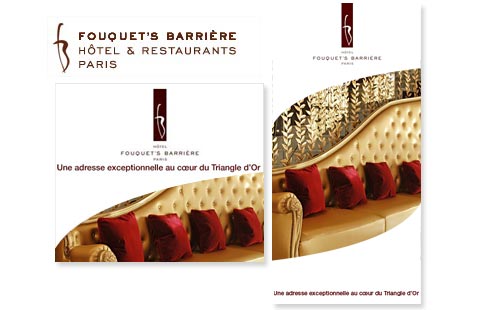 FOUQUET'S BARRIÈRE
HÔTEL & RESTAURANTS
PARIS
HÔTEL
FOUQUET'S BARRIÈRE
PARIS
Une adresse exceptionnelle au cœur du Triangle d'Or
HÔTEL
FOUQUET'S BARRIÈRE
PARIS
Une adresse exceptionnelle au cœur du Triangle d'Or